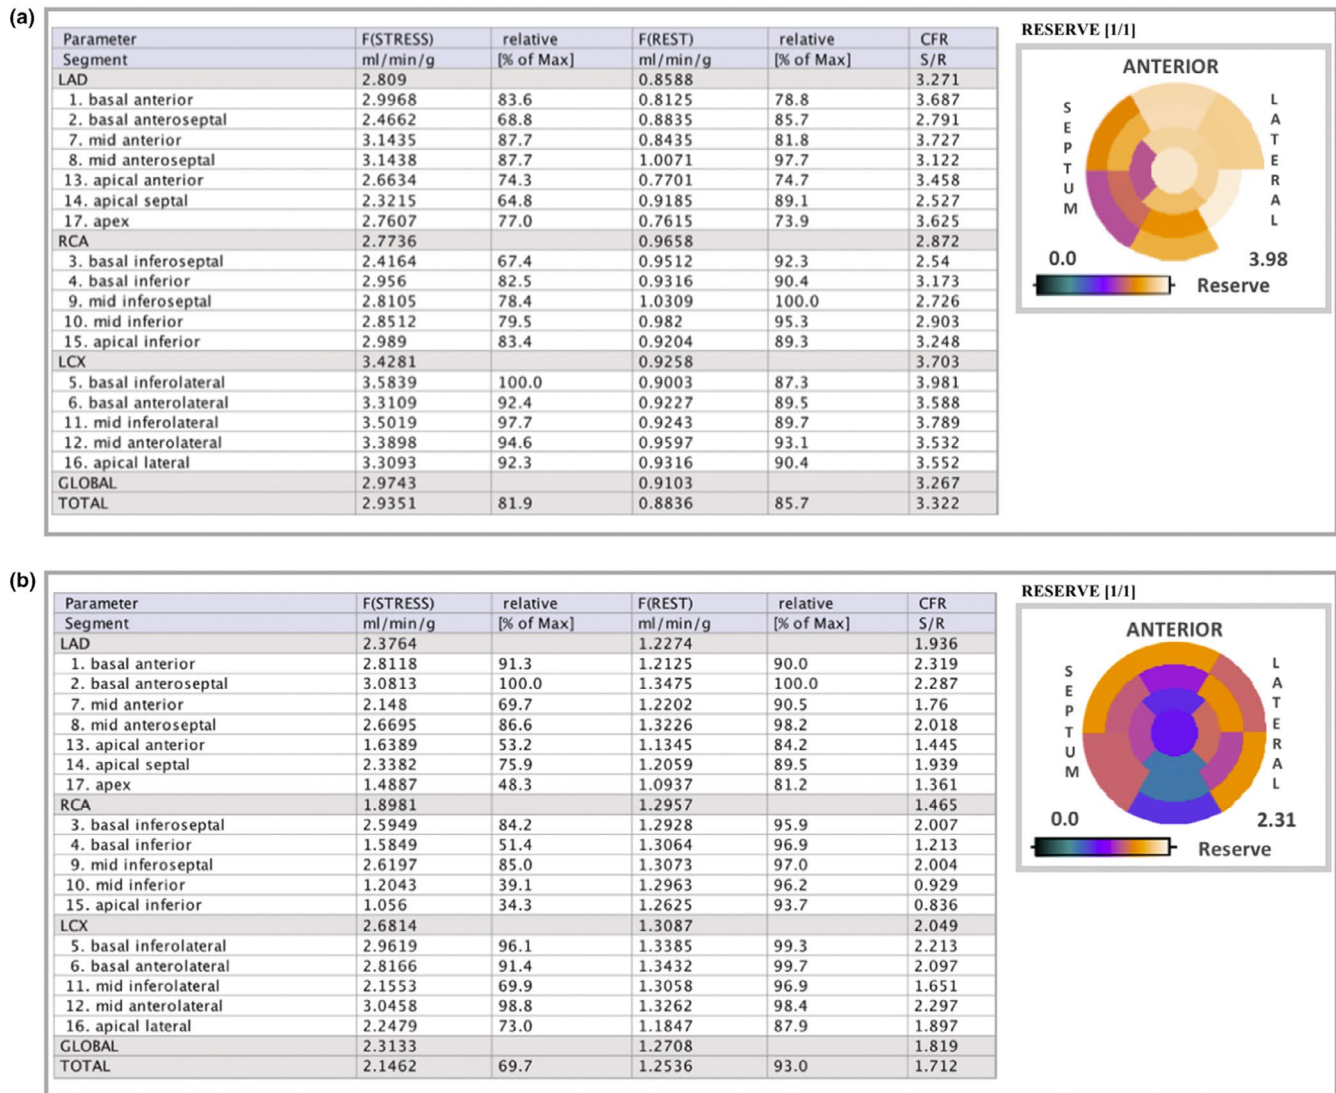 (a)
Parameter F(STRESS) relative F(REST) relative CFR
Segment ml/min/g [% of Max] ml/min/g [% of Max] S/R
LAD 2.809 0.8588 3.271
1. basal anterior 2.9968 83.6 0.8125 78.8 3.687
2. basal anteroseptal 2.4662 68.8 0.8835 85.7 2.791
7. mid anterior 3.1435 87.7 0.8435 81.8 3.727
8. mid anteroseptal 3.1438 87.7 1.0071 97.7 3.122
13. apical anterior 2.6634 74.3 0.7701 74.7 3.458
14. apical septal 2.3215 64.8 0.9185 89.1 2.527
17. apex 2.7607 77.0 0.7615 73.9 3.625
RCA 2.7736 0.9658 2.872
3. basal inferoseptal 2.4164 67.4 0.9512 92.3 2.54
4. basal inferior 2.956 82.5 0.9316 90.4 3.173
9. mid inferoseptal 2.8105 78.4 1.0309 100.0 2.726
10. mid inferior 2.8512 79.5 0.982 95.3 2.903
15. apical inferior 2.989 83.4 0.9204 89.3 3.248
LCX 3.4281 0.9258 3.703
5. basal inferolateral 3.5839 100.0 0.9003 87.3 3.981
6. basal anterolateral 3.3109 92.4 0.9227 89.5 3.588
11. mid inferolateral 3.5019 97.7 0.9243 89.7 3.789
12. mid anterolateral 3.3898 94.6 0.9597 93.1 3.532
16. apical lateral 3.3093 92.3 0.9316 90.4 3.552
GLOBAL 2.9743 0.9103 3.267
TOTAL 2.9351 81.9 0.8836 85.7 3.322
RESERVE [1/1]
ANTERIOR
SEPTUM
LATERAL
0.0 3.98
Reserve
(b)
Parameter F(STRESS) relative F(REST) relative CFR
Segment ml/min/g [% of Max] ml/min/g [% of Max] S/R
LAD 2.3764 1.2274 1.936
1. basal anterior 2.8118 91.3 1.2125 90.0 2.319
2. basal anteroseptal 3.0813 100.0 1.3475 100.0 2.287
7. mid anterior 2.148 69.7 1.2202 90.5 1.76
8. mid anteroseptal 2.6695 86.6 1.3226 98.2 2.018
13. apical anterior 1.6389 53.2 1.1345 84.2 1.445
14. apical septal 2.3382 75.9 1.2059 89.5 1.939
17. apex 1.4887 48.3 1.0937 81.2 1.361
RCA 1.8981 1.2957 1.465
3. basal inferoseptal 2.5949 84.2 1.2928 95.9 2.007
4. basal inferior 1.5849 51.4 1.3064 96.9 1.213
9. mid inferoseptal 2.6197 85.0 1.3073 97.0 2.004
10. mid inferior 1.2043 39.1 1.2963 96.2 0.929
15. apical inferior 1.056 34.3 1.2625 93.7 0.836
LCX 2.6814 1.3087 2.049
5. basal inferolateral 2.9619 96.1 1.3385 99.3 2.213
6. basal anterolateral 2.8166 91.4 1.3432 99.7 2.097
11. mid inferolateral 2.1553 69.9 1.3058 96.9 1.651
12. mid anterolateral 3.0458 98.8 1.3262 98.4 2.297
16. apical lateral 2.2479 73.0 1.1847 87.9 1.897
GLOBAL 2.3133 1.2708 1.819
TOTAL 2.1462 69.7 1.2536 93.0 1.712
RESERVE [1/1]
ANTERIOR
SEPTUM
LATERAL
0.0 2.31
Reserve